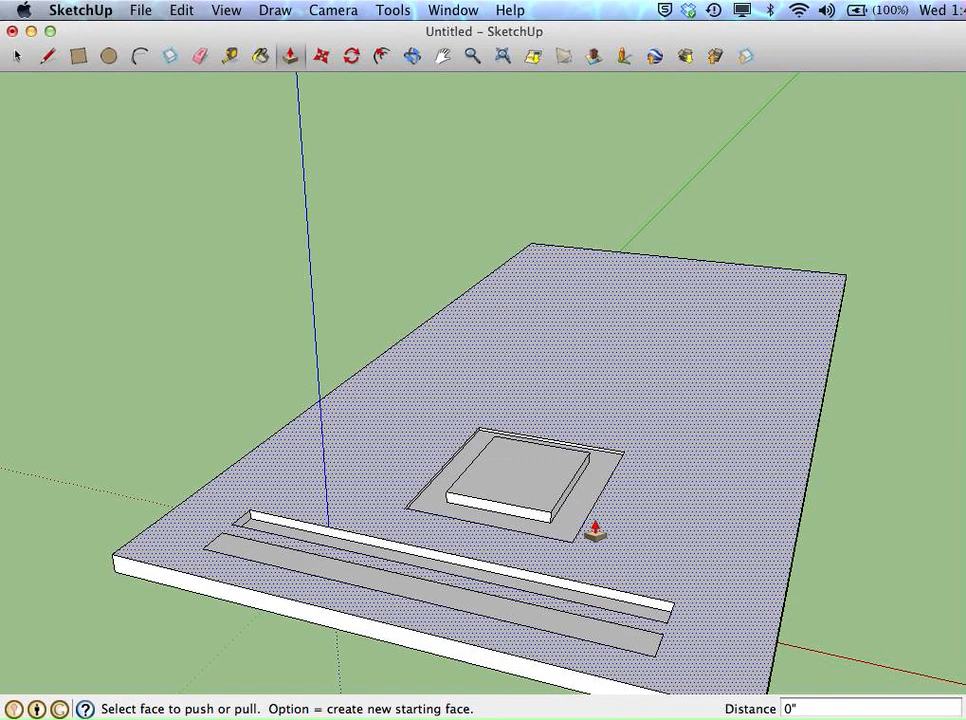 SketchUp File Edit View Draw Camera Tools Window Help (100%) Wed 1:4
Untitled – SketchUp
Select face to push or pull. Option = create new starting face. Distance 0"